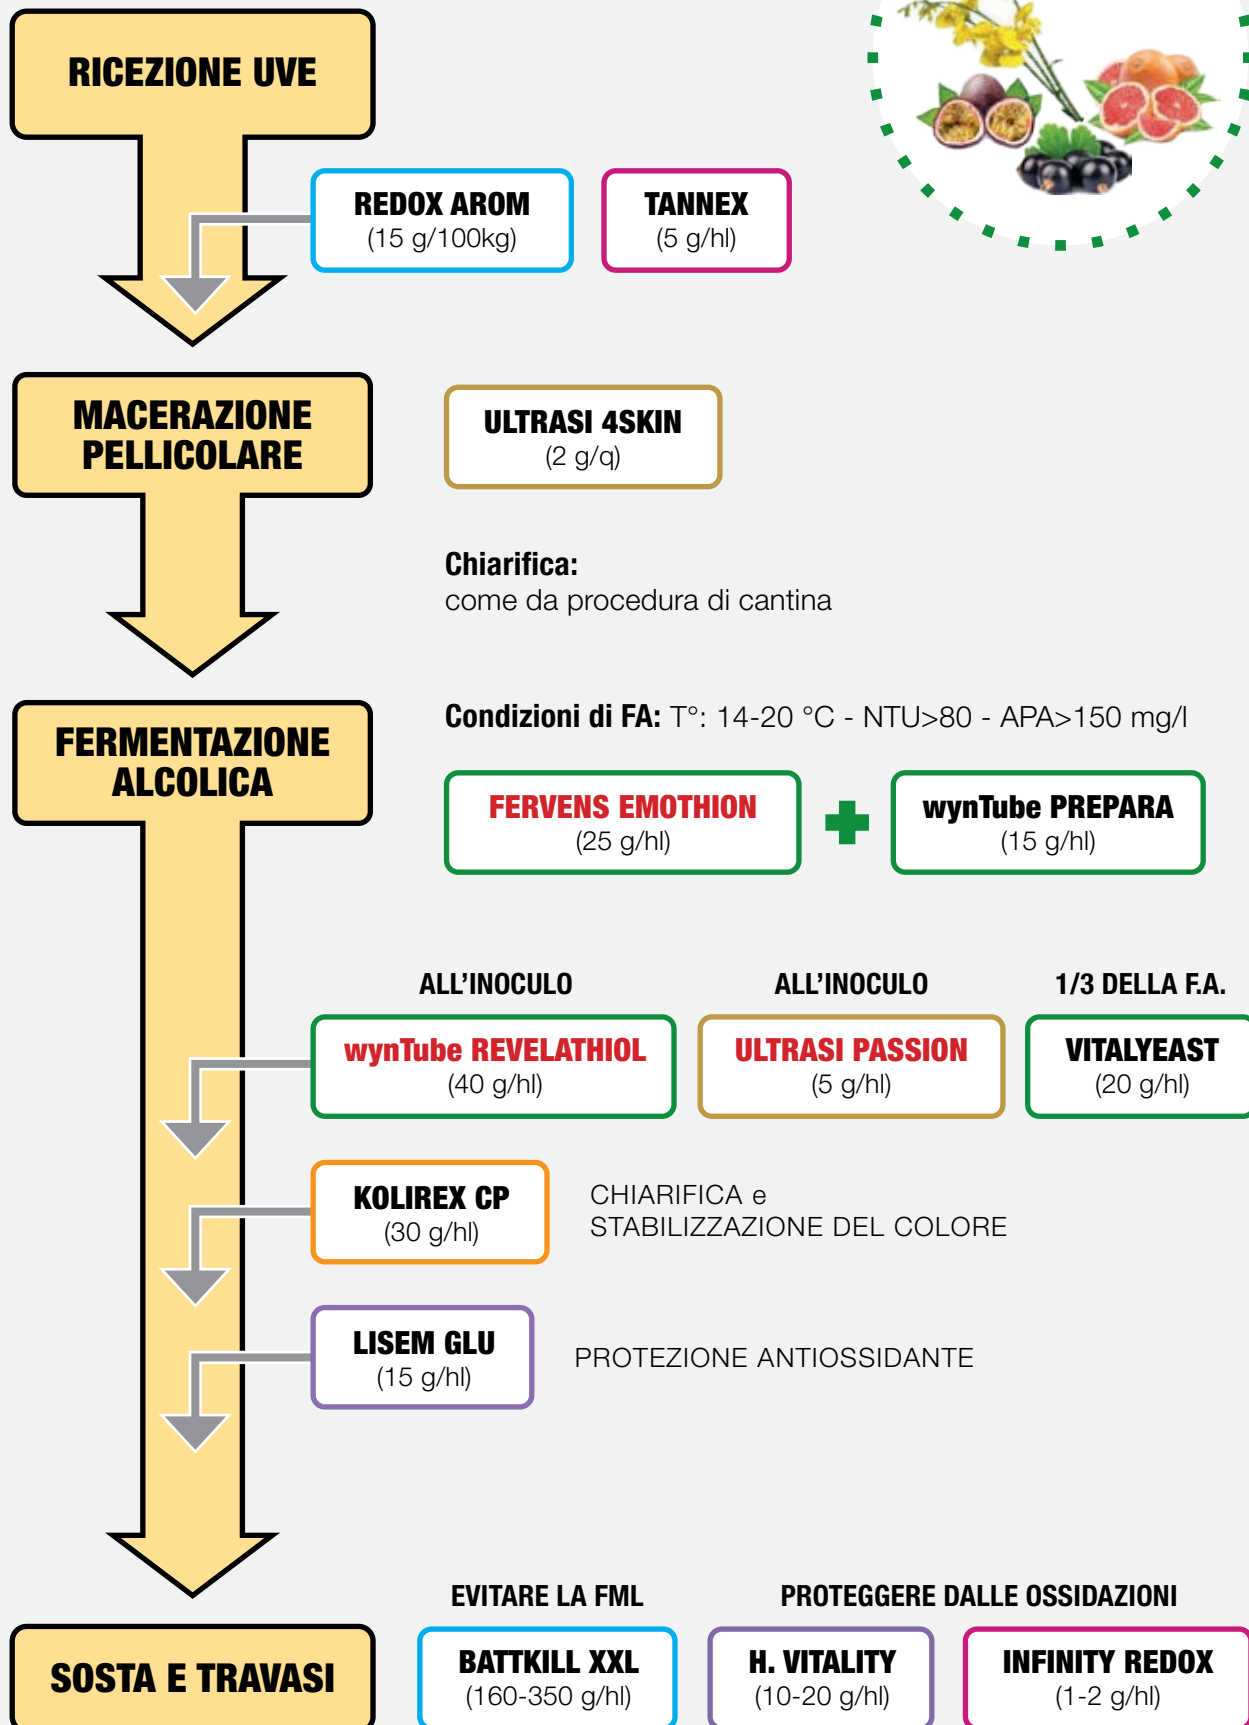 RICEZIONE UVE
REDOX AROM
(15 g/100kg)
TANNEX
(5 g/hl)
MACERAZIONE
PELLICOLARE
ULTRASI 4SKIN
(2 g/q)
Chiarifica:
come da procedura di cantina
FERMENTAZIONE
ALCOLICA
Condizioni di FA: T°: 14-20 °C - NTU>80 - APA>150 mg/l
FERVENS EMOTHION
(25 g/hl)
wynTube PREPARA
(15 g/hl)
ALL'INOCULO
wynTube REVELATHIOL
(40 g/hl)
ALL'INOCULO
ULTRASI PASSION
(5 g/hl)
1/3 DELLA F.A.
VITALYEAST
(20 g/hl)
KOLIREX CP
(30 g/hl)
CHIARIFICA e
STABILIZZAZIONE DEL COLORE
LISEM GLU
(15 g/hl)
PROTEZIONE ANTIOSSIDANTE
SOSTA E TRAVASI
EVITARE LA FML
BATTKILL XXL
(160-350 g/hl)
PROTEGGERE DALLE OSSIDAZIONI
H. VITALITY
(10-20 g/hl)
INFINITY REDOX
(1-2 g/hl)